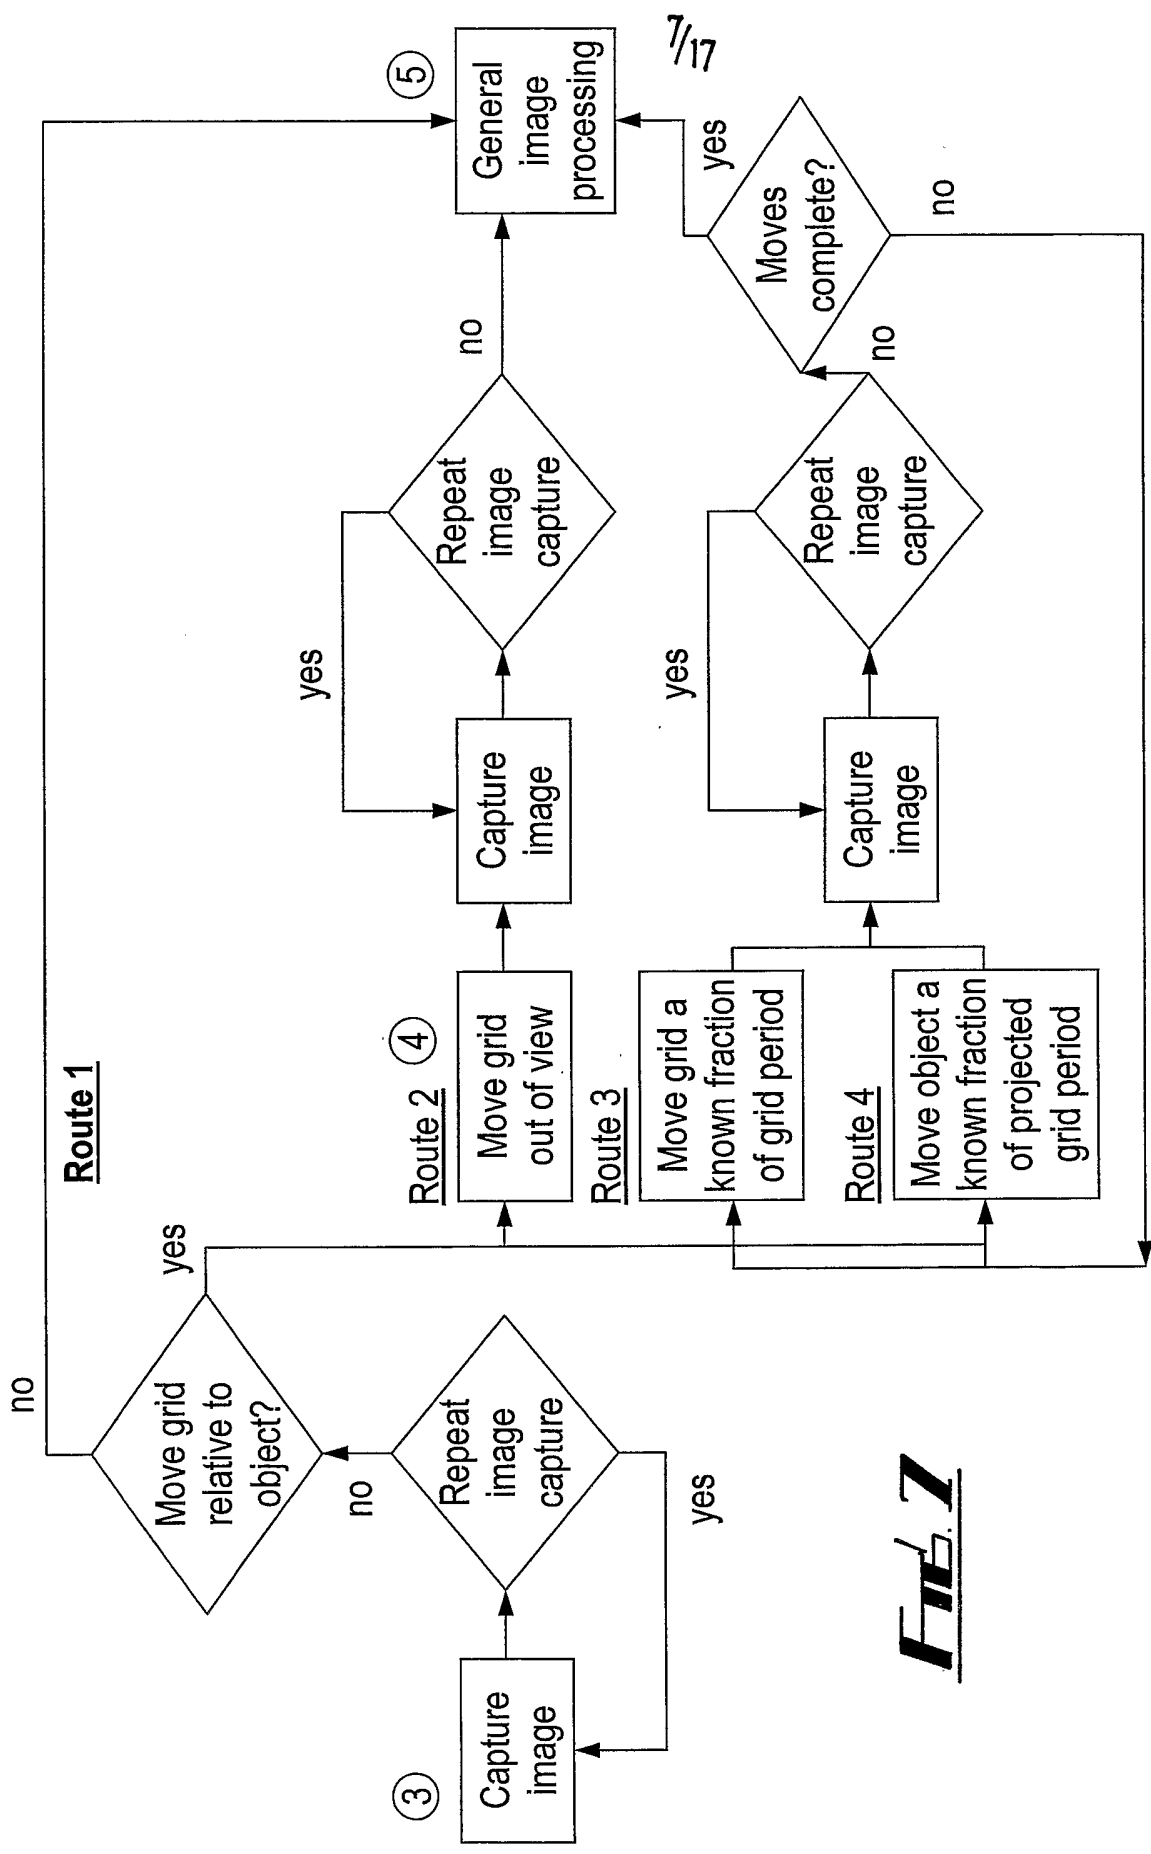 7/17
no
Route 1
Move grid
relative to
object?
yes
no
③
Capture
image
Repeat
image
capture
yes
Route 2
④
Move grid
out of view
Capture
image
yes
Repeat
image
capture
no
⑤
General
image
processing
Route 3
Move grid a
known fraction
of grid period
Route 4
Move object a
known fraction
of projected
grid period
Capture
image
yes
Repeat
image
capture
no
Moves
complete?
yes
no
FIG. 7